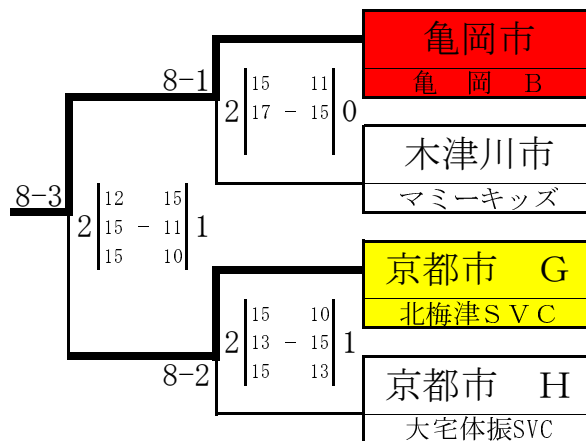 亀岡市
8-1
亀 岡 B
15 11
2 17 - 15 0
木津川市
マミーキッズ
8-3
12 15
2 15 - 11 1
15 10
京都市 G
北梅津SVC
15 10
2 13 - 15 1
15 13
8-2
京都市 H
大宅体振SVC